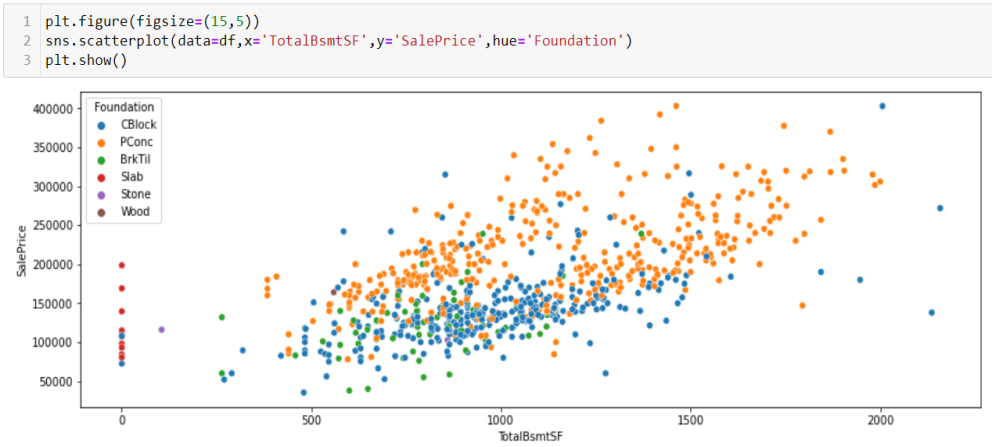 1 plt.figure(figsize=(15,5))
2 sns.scatterplot(data=df,x='TotalBsmtSF',y='SalePrice',hue='Foundation')
3 plt.show()
Foundation
CBlock
PConc
BrkTil
Slab
Stone
Wood
400000
350000
300000
250000
200000
150000
100000
50000
SalePrice
0 500 1000 1500 2000
TotalBsmtSF